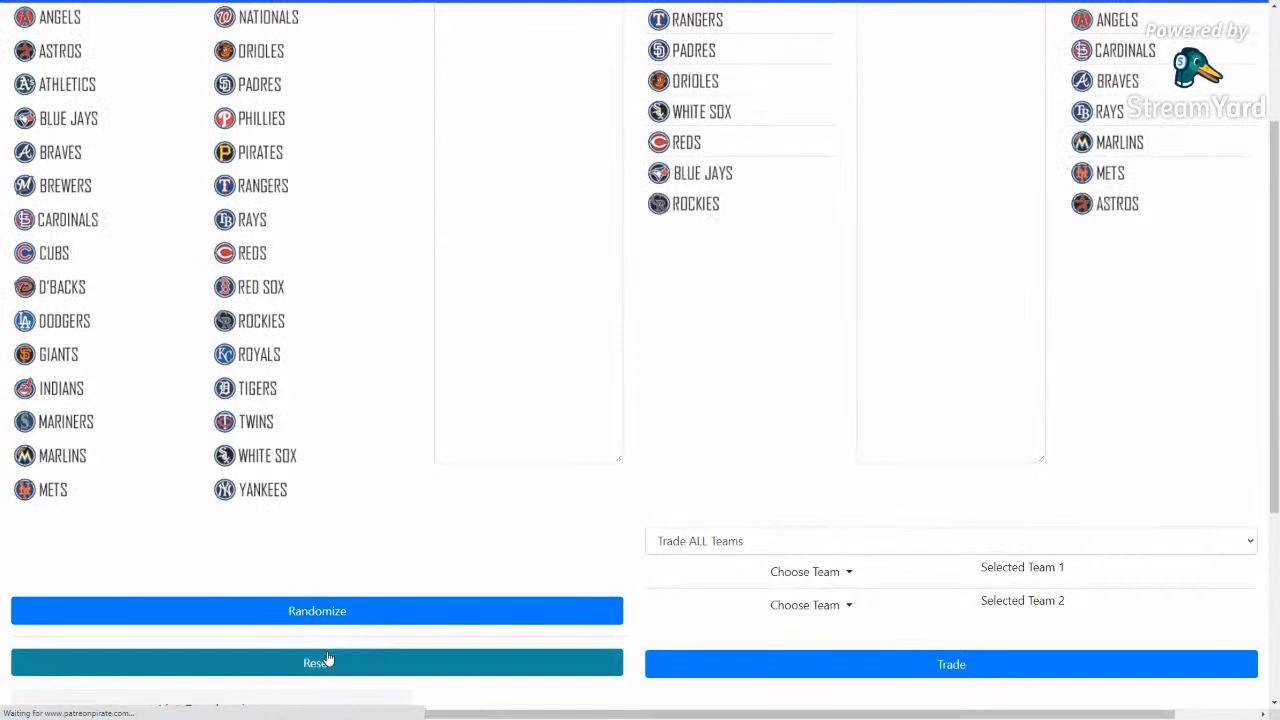 ANGELS
ASTROS
ATHLETICS
BLUE JAYS
BRAVES
BREWERS
CARDINALS
CUBS
D'BACKS
DODGERS
GIANTS
INDIANS
MARINERS
MARLINS
METS
NATIONALS
ORIOLES
PADRES
PHILLIES
PIRATES
RANGERS
RAYS
REDS
RED SOX
ROCKIES
ROYALS
TIGERS
TWINS
WHITE SOX
YANKEES
RANGERS
PADRES
ORIOLES
WHITE SOX
REDS
BLUE JAYS
ROCKIES
ANGELS
CARDINALS
BRAVES
RAYS
MARLINS
METS
ASTROS
Powered by
StreamYard
Trade ALL Teams
Choose Team Selected Team 1
Choose Team Selected Team 2
Randomize
Trade
Waiting for www.patreonpirate.com...